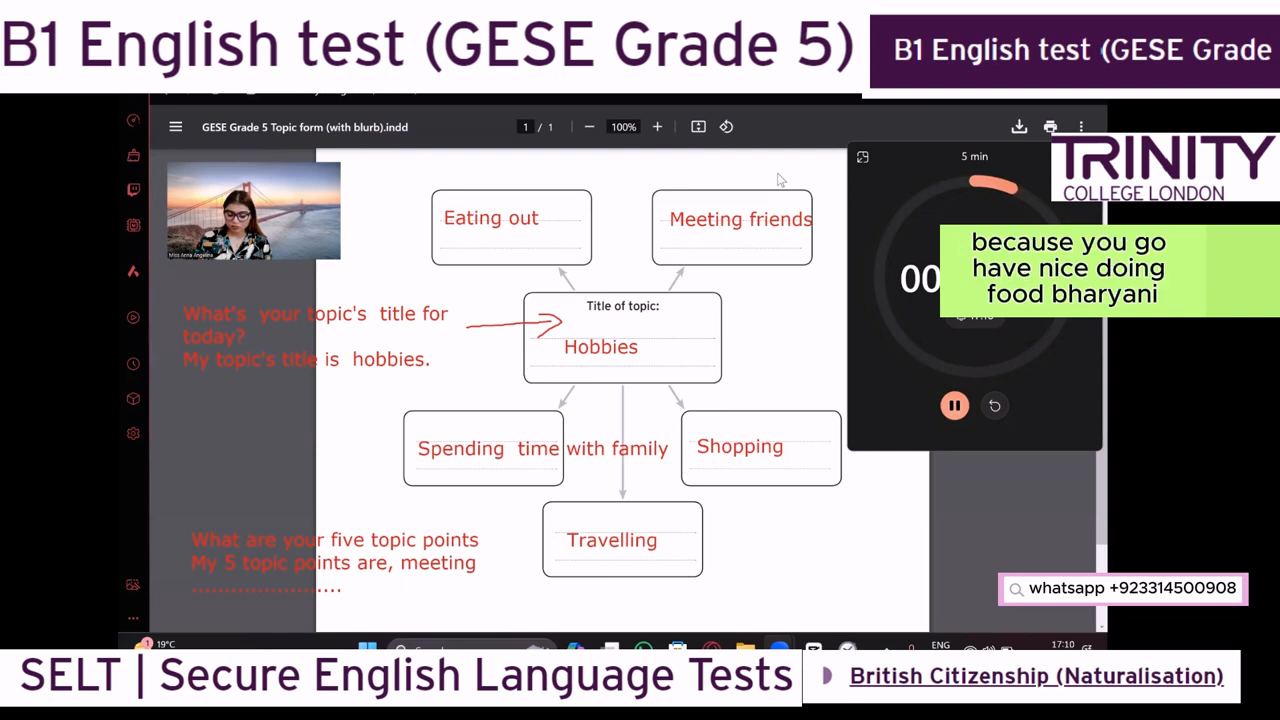 B1 English test (GESE Grade 5)
B1 English test (GESE Grade
GESE Grade 5 Topic form (with blurb).indd
1 / 1
100%
5 min
TRINITY
COLLEGE LONDON
because you go
have nice doing
food bharyani
00
Miss Anna Angelina
Eating out
Meeting friends
Title of topic:
Hobbies
What's your topic's title for
today?
My topic's title is hobbies.
Spending time with family
Shopping
Travelling
What are your five topic points
My 5 topic points are, meeting
........................
whatsapp +923314500908
1
19°C
ENG
17:10
SELT | Secure English Language Tests
British Citizenship (Naturalisation)